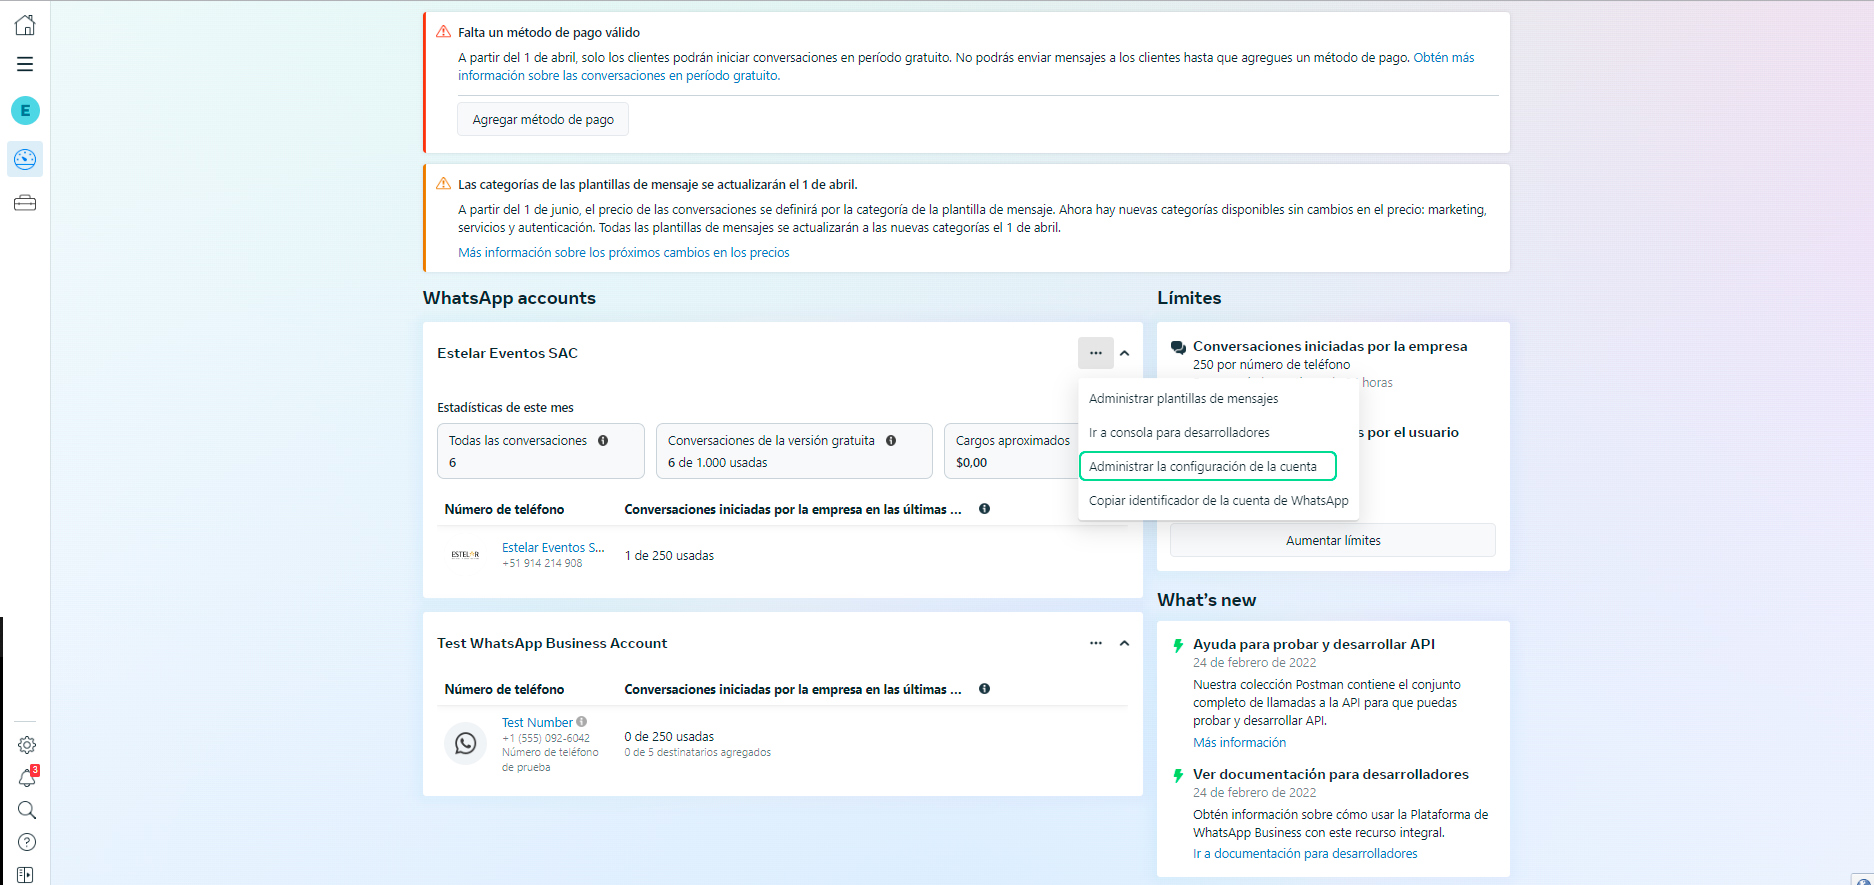 Falta un método de pago válido
A partir del 1 de abril, solo los clientes podrán iniciar conversaciones en período gratuito. No podrás enviar mensajes a los clientes hasta que agregues un método de pago. Obtén más
información sobre las conversaciones en período gratuito.
Agregar método de pago
E
Las categorías de las plantillas de mensaje se actualizarán el 1 de abril.
A partir del 1 de junio, el precio de las conversaciones se definirá por la categoría de la plantilla de mensaje. Ahora hay nuevas categorías disponibles sin cambios en el precio: marketing,
servicios y autenticación. Todas las plantillas de mensajes se actualizarán a las nuevas categorías el 1 de abril.
Más información sobre los próximos cambios en los precios
WhatsApp accounts
Estelar Eventos SAC
Estadísticas de este mes
Todas las conversaciones
6
Conversaciones de la versión gratuita
6 de 1.000 usadas
Cargos aproximados
$0,00
Administrar plantillas de mensajes
Ir a consola para desarrolladores
Administrar la configuración de la cuenta
Copiar identificador de la cuenta de WhatsApp
Número de teléfono
Conversaciones iniciadas por la empresa en las últimas ...
ESTELAR
Estelar Eventos S...
+51 914 214 908
1 de 250 usadas
Test WhatsApp Business Account
Número de teléfono
Conversaciones iniciadas por la empresa en las últimas ...
Test Number
+1 (555) 092-6042
Número de teléfono
de prueba
0 de 250 usadas
0 de 5 destinatarios agregados
Límites
Conversaciones iniciadas por la empresa
250 por número de teléfono
horas
s por el usuario
Aumentar límites
What's new
Ayuda para probar y desarrollar API
24 de febrero de 2022
Nuestra colección Postman contiene el conjunto
completo de llamadas a la API para que puedas
probar y desarrollar API.
Más información
Ver documentación para desarrolladores
24 de febrero de 2022
Obtén información sobre cómo usar la Plataforma de
WhatsApp Business con este recurso integral.
Ir a documentación para desarrolladores
3